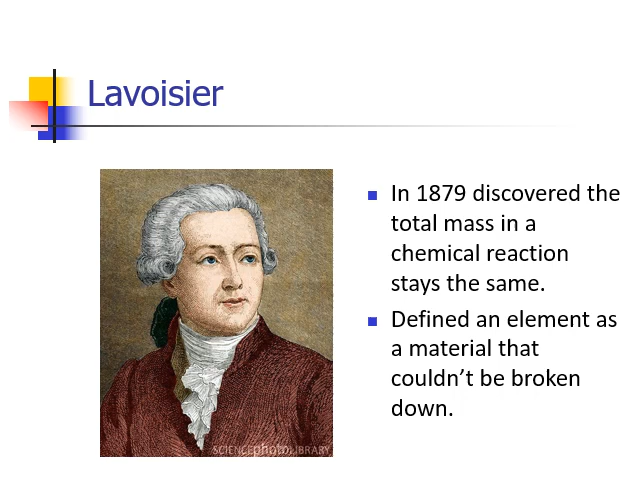 Lavoisier
In 1879 discovered the
total mass in a
chemical reaction
stays the same.
Defined an element as
a material that
couldn’t be broken
down.
SCIENCEphotoLIBRARY